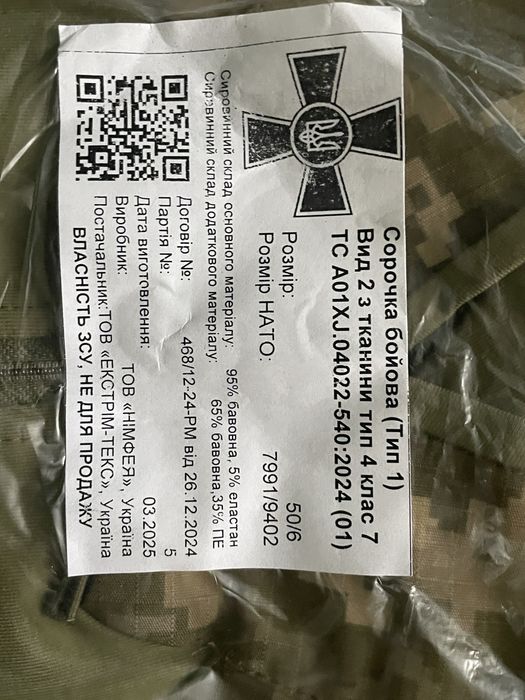 Сорочка бойова (Тип 1)
Вид 2 з тканини тип 4 клас 7
ТС А01XJ.04022-540:2024 (01)
Розмір: 50/6
Розмір НАТО: 7991/9402
Сировинний склад основного матеріалу: 95% бавовна, 5% еластан
Сировинний склад додаткового матеріалу: 65% бавовна,35% ПЕ
Договір №: 468/12-24-РМ від 26.12.2024
Партія №: 5
Дата виготовлення: 03.2025
Виробник: ТОВ «НІМФЕЯ», Україна
Постачальник:ТОВ «ЕКСТРІМ-ТЕКС», Україна
ВЛАСНІСТЬ ЗСУ, НЕ ДЛЯ ПРОДАЖУ